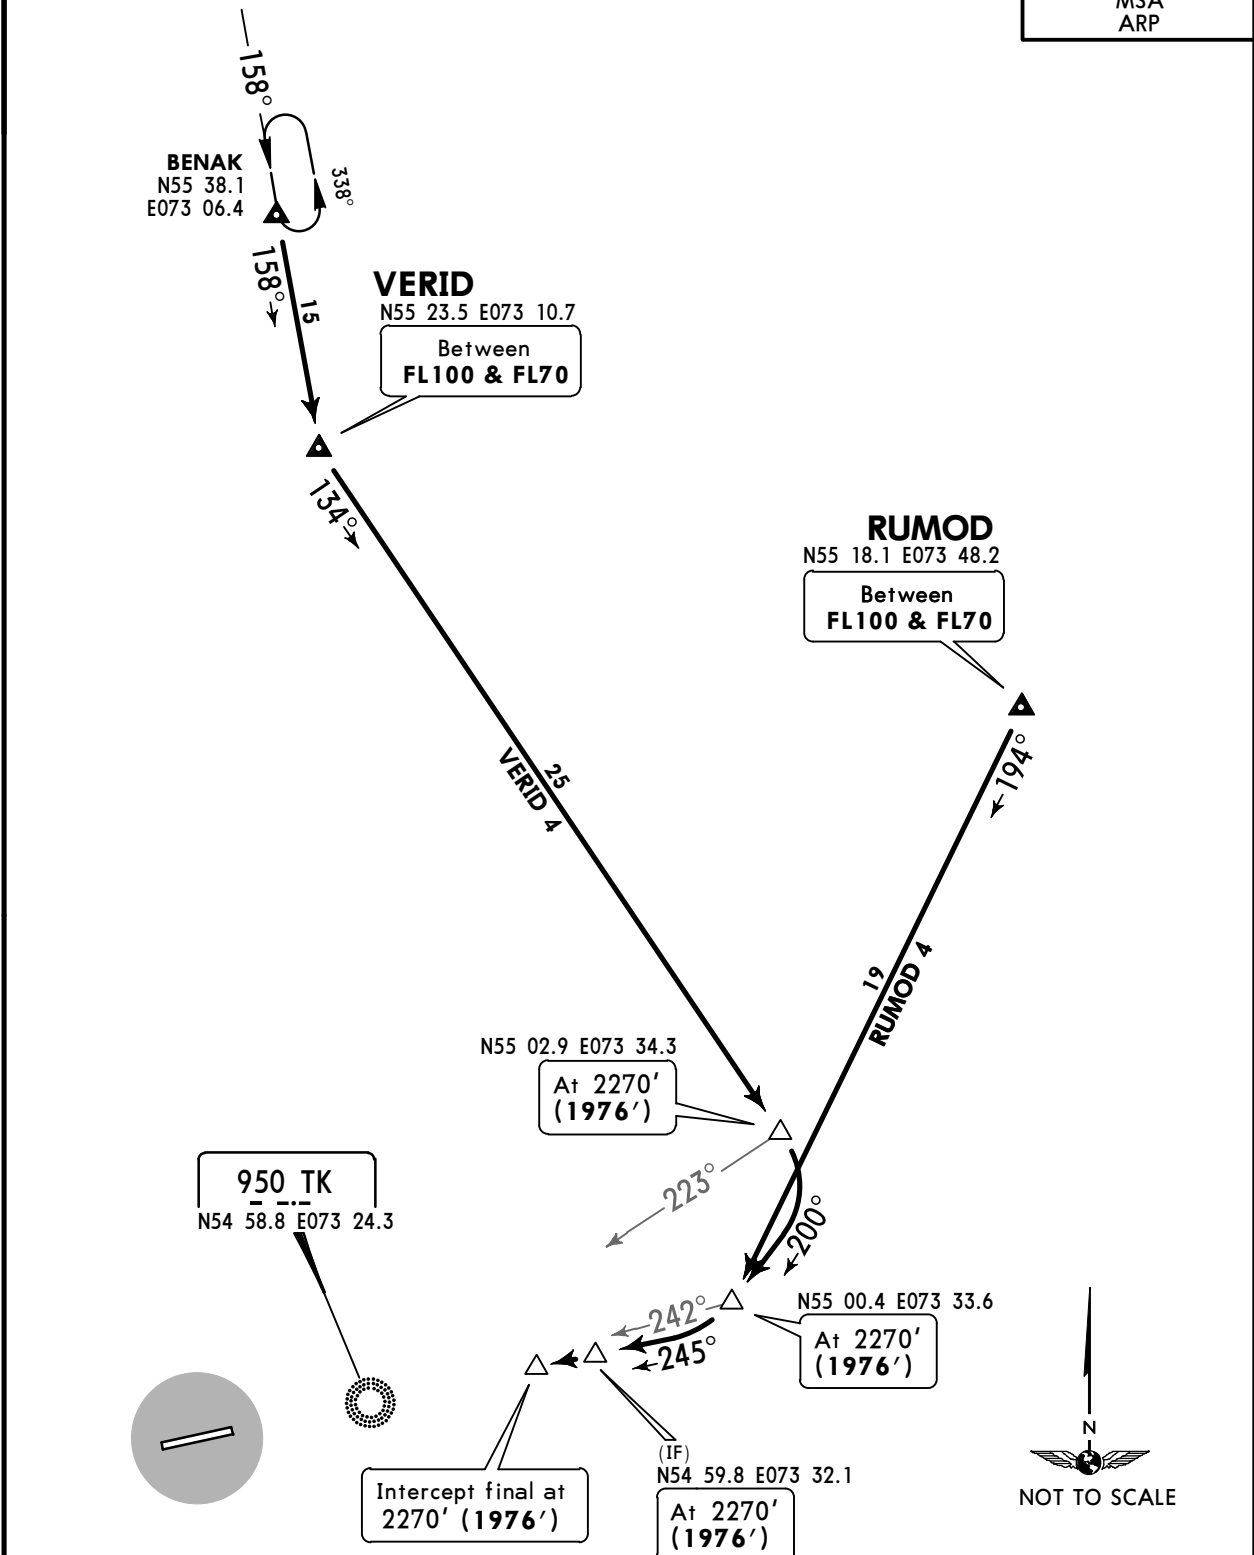 MSA
ARP
158°
BENAK
N55 38.1
E073 06.4
338°
158°
15
VERID
N55 23.5 E073 10.7
Between
FL100 & FL70
134°
RUMOD
N55 18.1 E073 48.2
Between
FL100 & FL70
194°
25
VERID 4
19
RUMOD 4
N55 02.9 E073 34.3
At 2270'
(1976')
223°
200°
950 TK
N54 58.8 E073 24.3
242°
245°
N55 00.4 E073 33.6
At 2270'
(1976')
(IF)
N54 59.8 E073 32.1
At 2270'
(1976')
Intercept final at
2270' (1976')
N
NOT TO SCALE